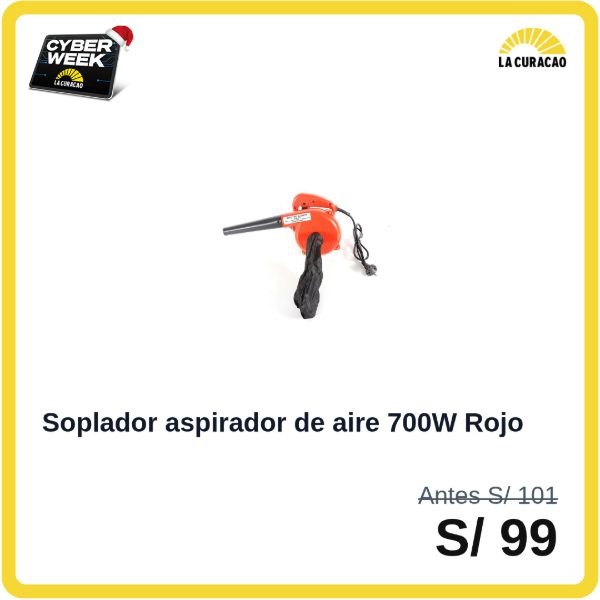 CYBER
WEEK
LA CURACAO
LA CURACAO
Soplador aspirador de aire 700W Rojo
Antes S/ 101
S/ 99